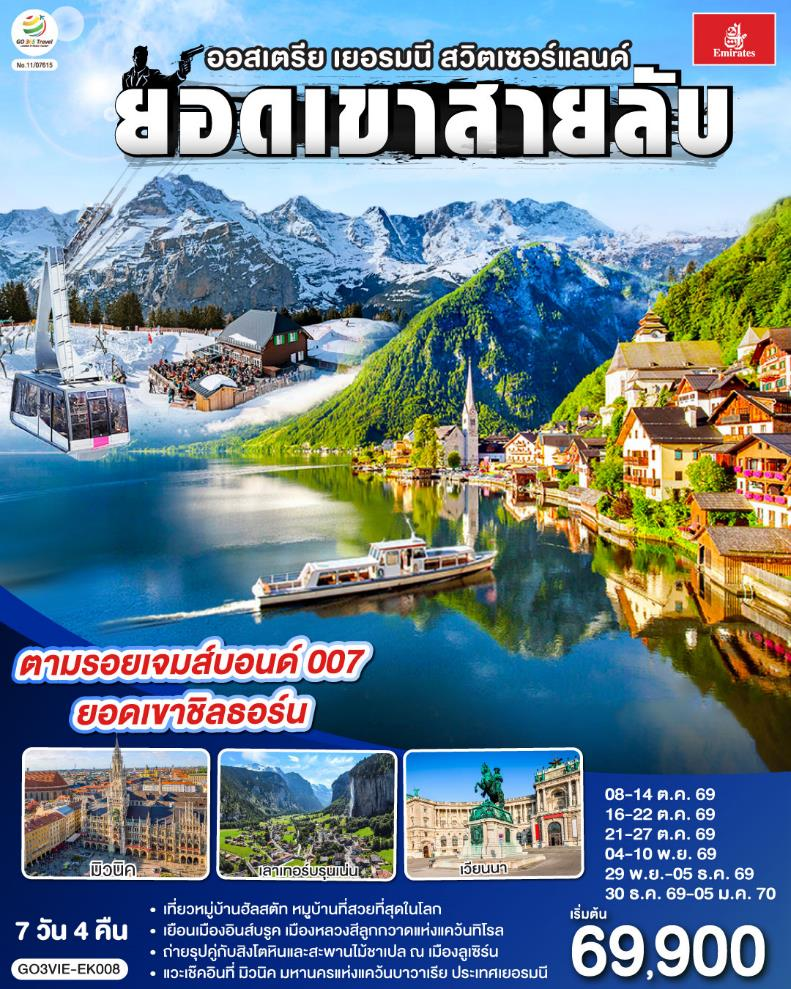 GO 365 Travel
No.11/07615
Emirates
ออสเตรีย เยอรมนี สวิตเซอร์แลนด์
ยอดเขาสายลับ
ตามรอยเจมส์บอนด์ 007
ยอดเขาชิลธอร์น
มิวนิค
เลาเทอร์บรุนเน่น
เวียนนา
08-14 ต.ค. 69
16-22 ต.ค. 69
21-27 ต.ค. 69
04-10 พ.ย. 69
29 พ.ย.-05 ธ.ค. 69
30 ธ.ค. 69-05 ม.ค. 70
7 วัน 4 คืน
GO3VIE-EK008
• เที่ยวหมู่บ้านฮัลสตัท หมู่บ้านที่สวยที่สุดในโลก
• เยือนเมืองอินส์บรูค เมืองหลวงสีลูกกวาดแห่งแคว้นทิโรล
• ถ่ายรูปคู่กับสิงโตหินและสะพานไม้ชาเปล ณ เมืองลูเซิร์น
• แวะเช็คอินที่ มิวนิค มหานครแห่งแคว้นบาวาเรีย ประเทศเยอรมนี
เริ่มต้น
69,900